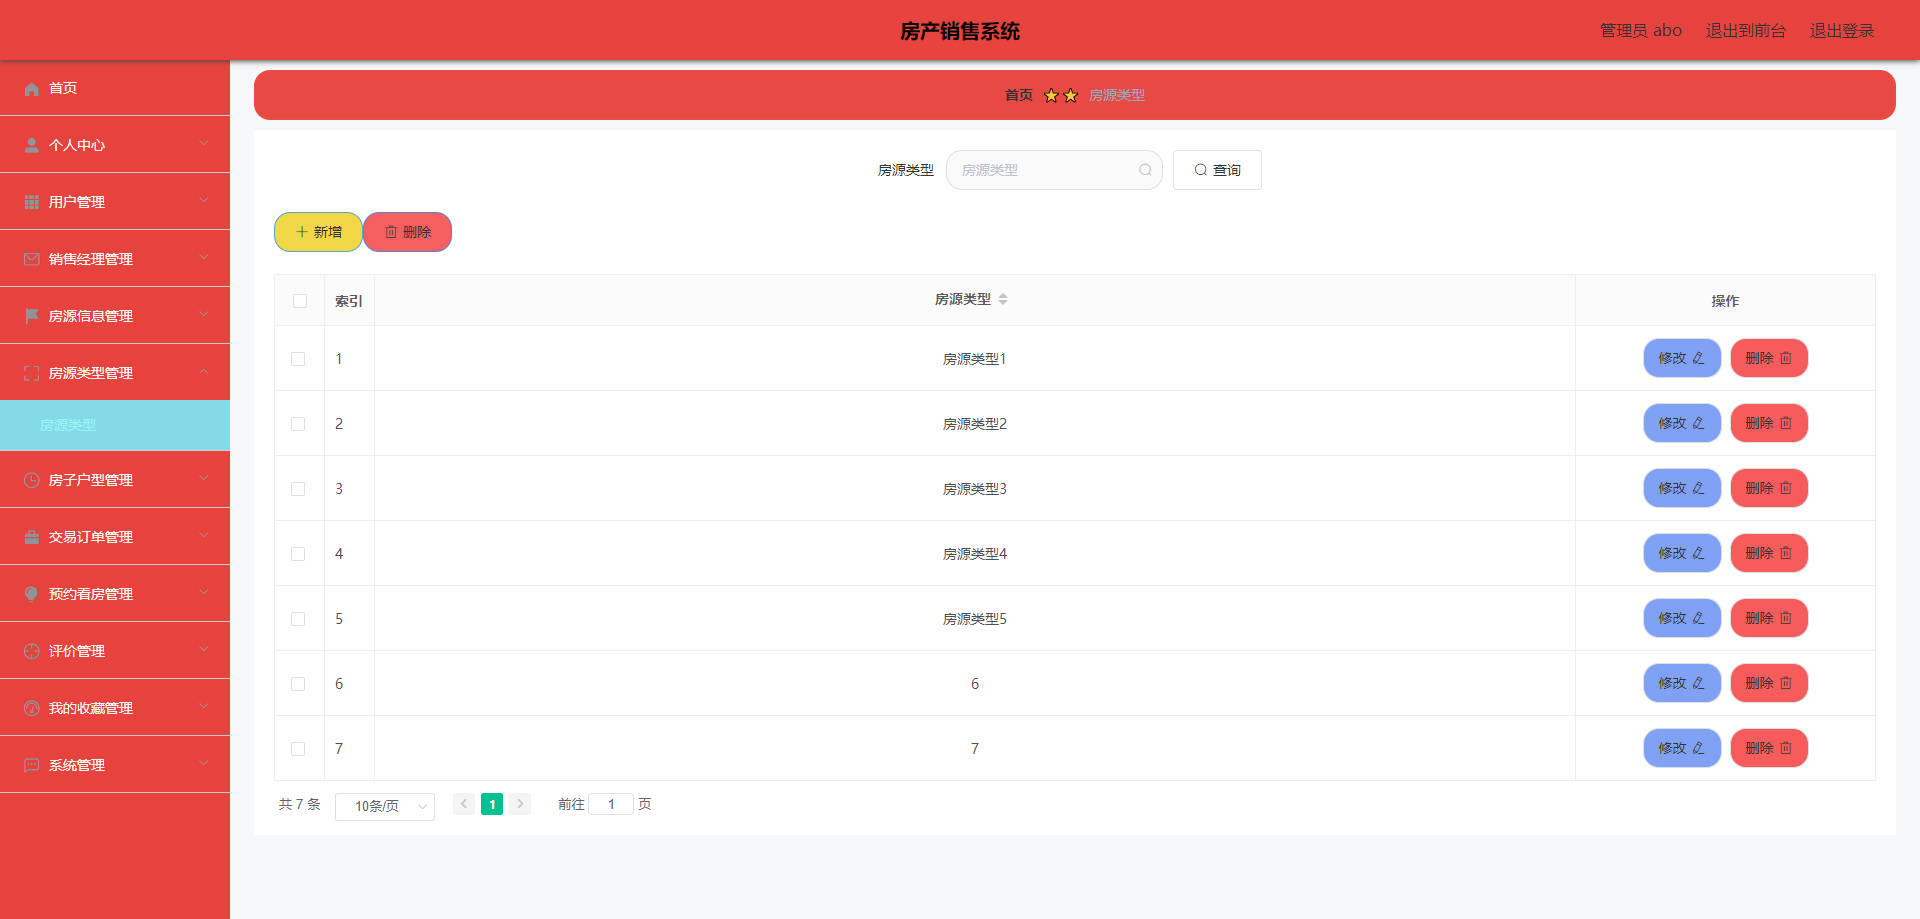 房产销售系统
管理员 abo 退出到前台 退出登录
首页
个人中心
用户管理
销售经理管理
房源信息管理
房源类型管理
房源类型
房子户型管理
交易订单管理
预约看房管理
评价管理
我的收藏管理
系统管理
首页 房源类型
房源类型 房源类型 查询
新增 删除
索引 房源类型 操作
1 房源类型1 修改 删除
2 房源类型2 修改 删除
3 房源类型3 修改 删除
4 房源类型4 修改 删除
5 房源类型5 修改 删除
6 6 修改 删除
7 7 修改 删除
共 7 条 10条/页 1 前往 1 页